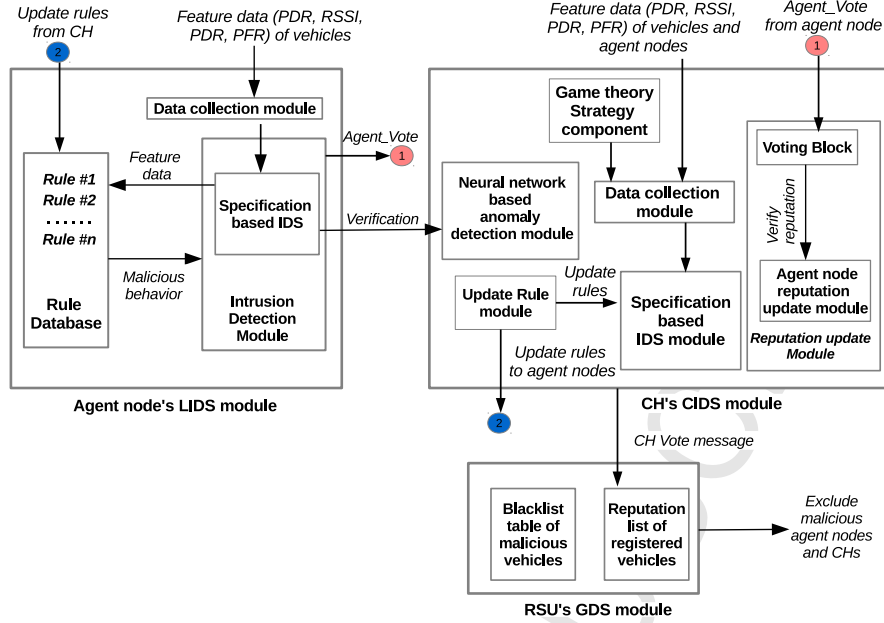 Update rules
from CH
2
Feature data (PDR, RSSI,
PDR, PFR) of vehicles,
Data collection module
Rule #1
Rule #2
......
Rule #n
Rule
Database
Feature
data
Malicious
behavior
Specification
based IDS
Intrusion
Detection
Module
Agent_Vote
1
Verification
Agent node's LIDS module
Feature data (PDR, RSSI,
PDR, PFR) of vehicles and
agent nodes
Agent_Vote
from agent node
1
Game theory
Strategy
component
Neural network
based
anomaly
detection module
Data collection
module
Update Rule
module
Update
rules
Specification
based
IDS module
Update rules
to agent nodes
2
Voting Block
Verify
reputation
Agent node
reputation
update module
Reputation update
Module
CH's CIDS module
CH Vote message
Blacklist
table of
malicious
vehicles
Reputation
list of
registered
vehicles
Exclude
malicious
agent nodes
and CHs
RSU's GDS module